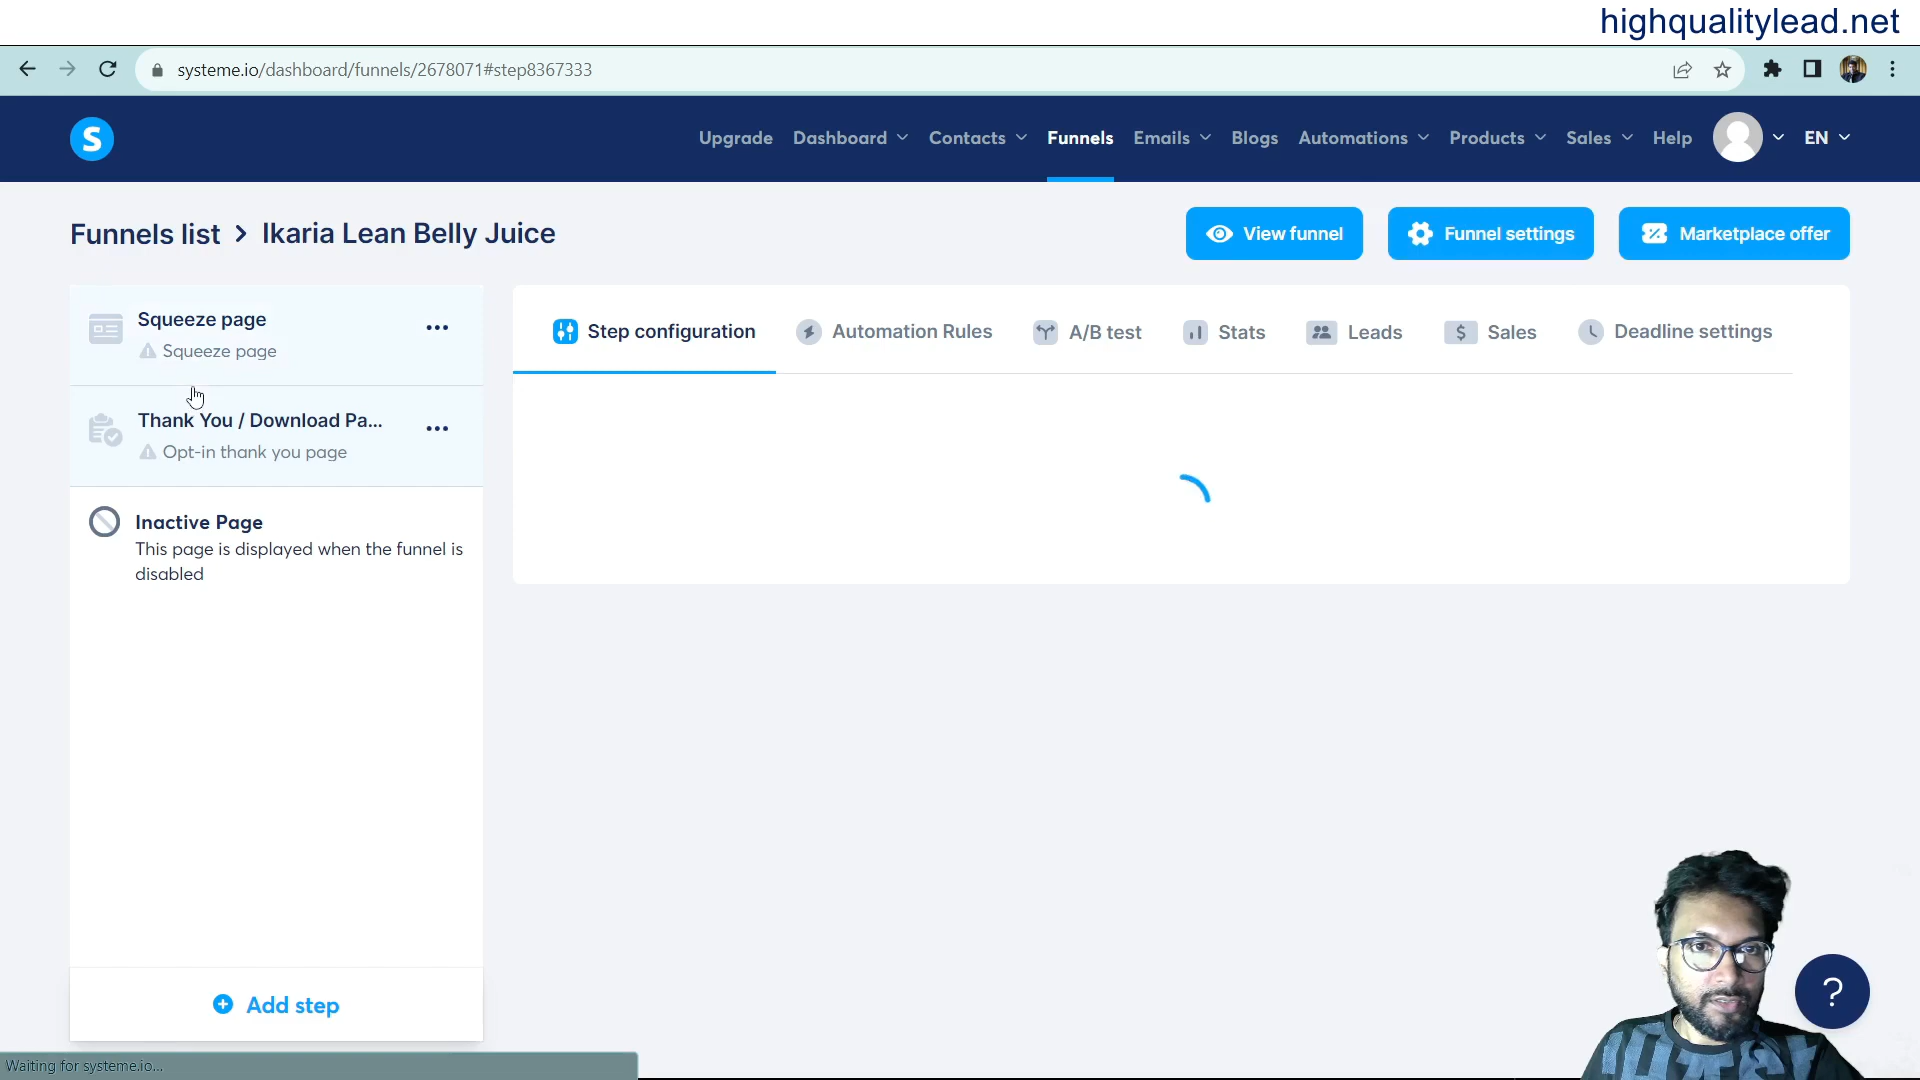 highqualitylead.net
systeme.io/dashboard/funnels/2678071#step8367333
S
Upgrade Dashboard Contacts Funnels Emails Blogs Automations Products Sales Help EN
Funnels list > Ikaria Lean Belly Juice
View funnel Funnel settings Marketplace offer
Squeeze page
Squeeze page
Thank You / Download Pa...
Opt-in thank you page
Inactive Page
This page is displayed when the funnel is
disabled
Add step
Step configuration Automation Rules A/B test Stats Leads $ Sales Deadline settings
?
Waiting for systeme.io...